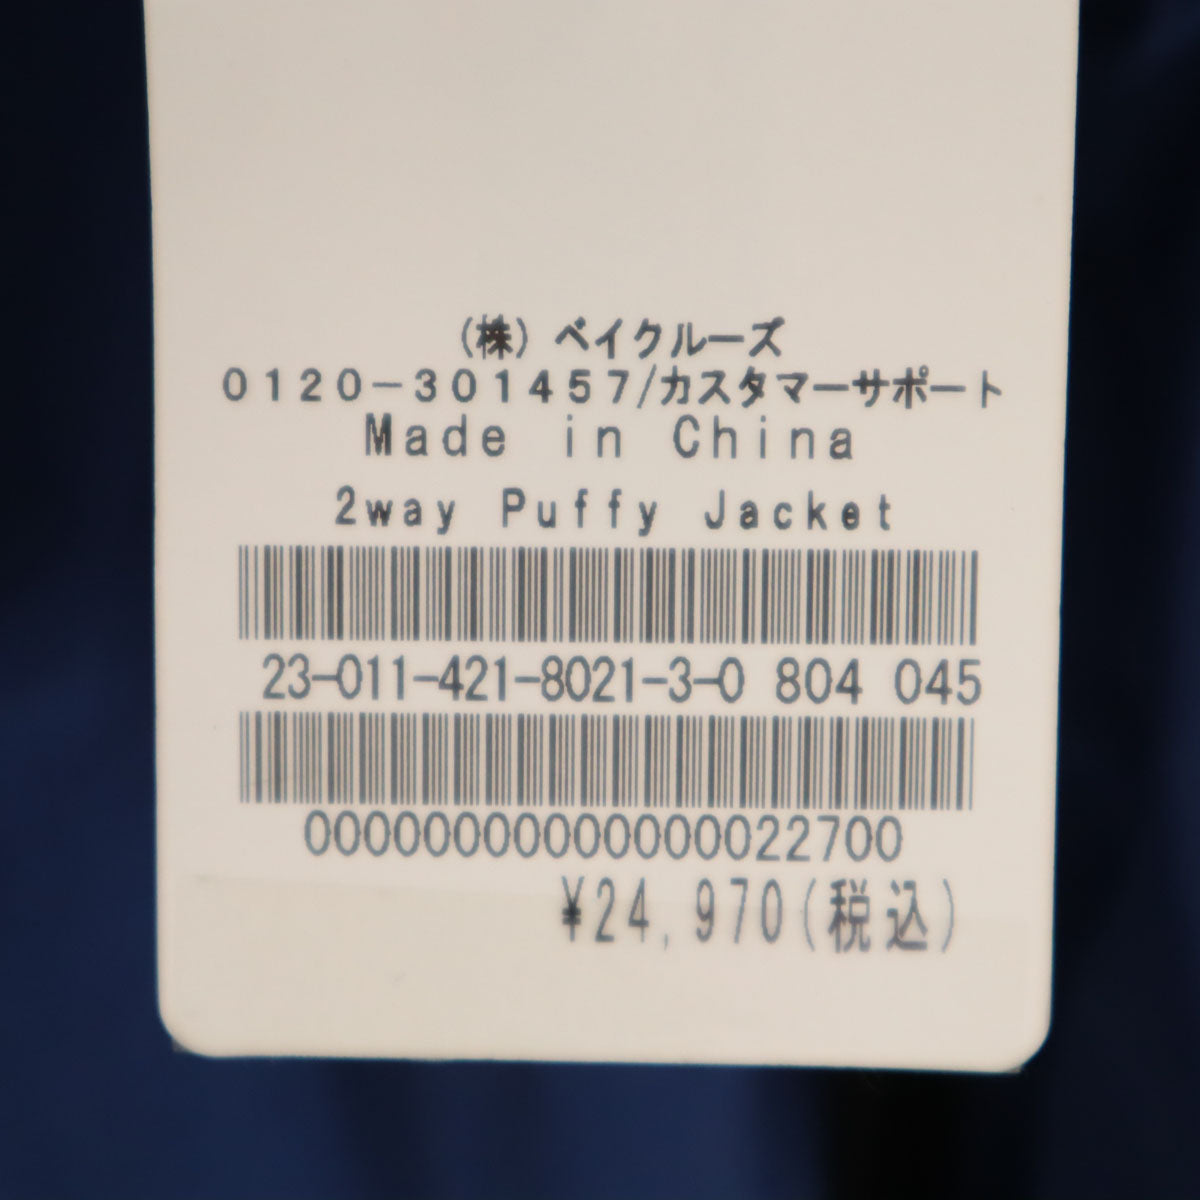 (株)ベイクルーズ
0120-301457/カスタマーサポート
Made in China
2way Puffy Jacket
23-011-421-8021-3-0 804 045
00000000000000022700
¥24,970(税込)